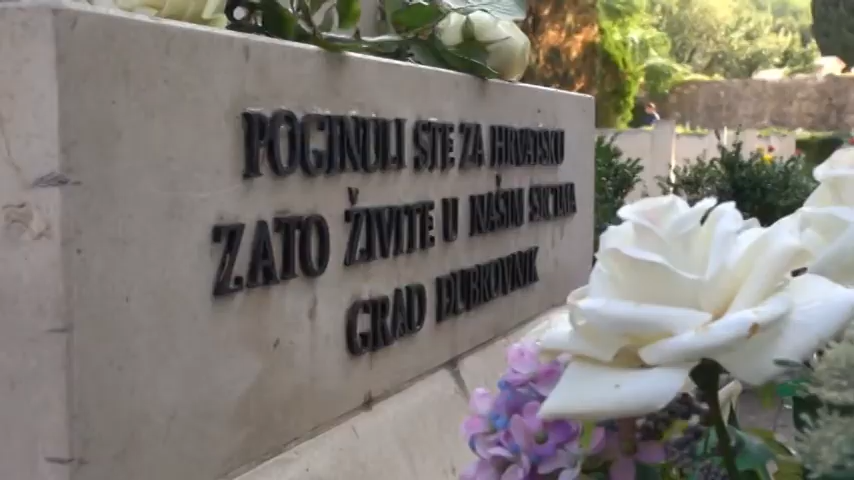 POGINULI STE ZA HRVATSKU
ZATO ŽIVITE U NAŠIM SRCIMA
GRAD DUBROVNIK